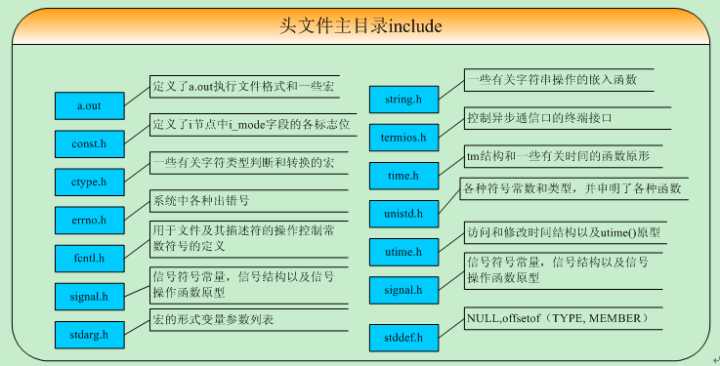 头文件主目录include
a.out
定义了a.out执行文件格式和一些宏
const.h
定义了i节点中i_mode字段的各标志位
ctype.h
一些有关字符类型判断和转换的宏
errno.h
系统中各种出错号
fcntl.h
用于文件及其描述符的操作控制常
数符号的定义
signal.h
信号符号常量，信号结构以及信号
操作函数原型
stdarg.h
宏的形式变量参数列表
string.h
一些有关字符串操作的嵌入函数
termios.h
控制异步通信口的终端接口
time.h
tm结构和一些有关时间的函数原形
unistd.h
各种符号常数和类型，并申明了各种函数
utime.h
访问和修改时间结构以及utime()原型
signal.h
信号符号常量，信号结构以及信号
操作函数原型
stddef.h
NULL,offsetof（TYPE, MEMBER）